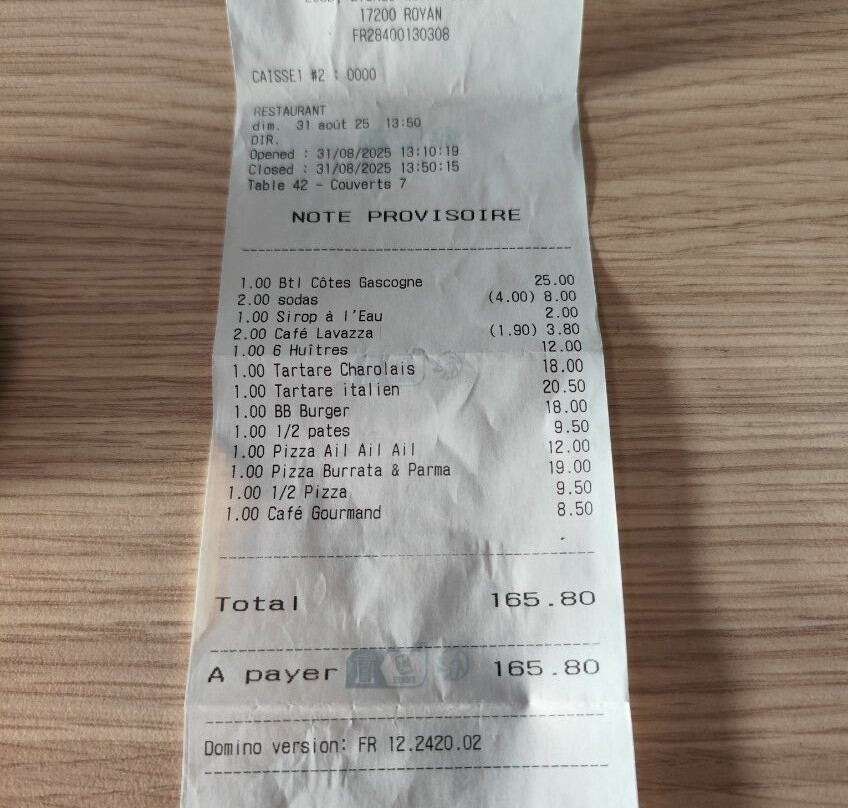 17200 ROYAN
FR28400130308
CAISSE1 #2 : 0000
RESTAURANT
dim. 31 août 25 13:50
DIR.
Opened : 31/08/2025 13:10:19
Closed : 31/08/2025 13:50:15
Table 42 - Couverts 7
NOTE PROVISOIRE
1.00 Btl Côtes Gascogne 25.00
2.00 sodas (4.00) 8.00
1.00 Sirop à l'Eau 2.00
2.00 Café Lavazza (1.90) 3.80
1.00 6 Huîtres 12.00
1.00 Tartare Charolais 18.00
1.00 Tartare italien 20.50
1.00 BB Burger 18.00
1.00 1/2 pates 9.50
1.00 Pizza Ail Ail Ail 12.00
1.00 Pizza Burrata & Parma 19.00
1.00 1/2 Pizza 9.50
1.00 Café Gourmand 8.50
Total 165.80
A payer 165.80
Domino version: FR 12.2420.02